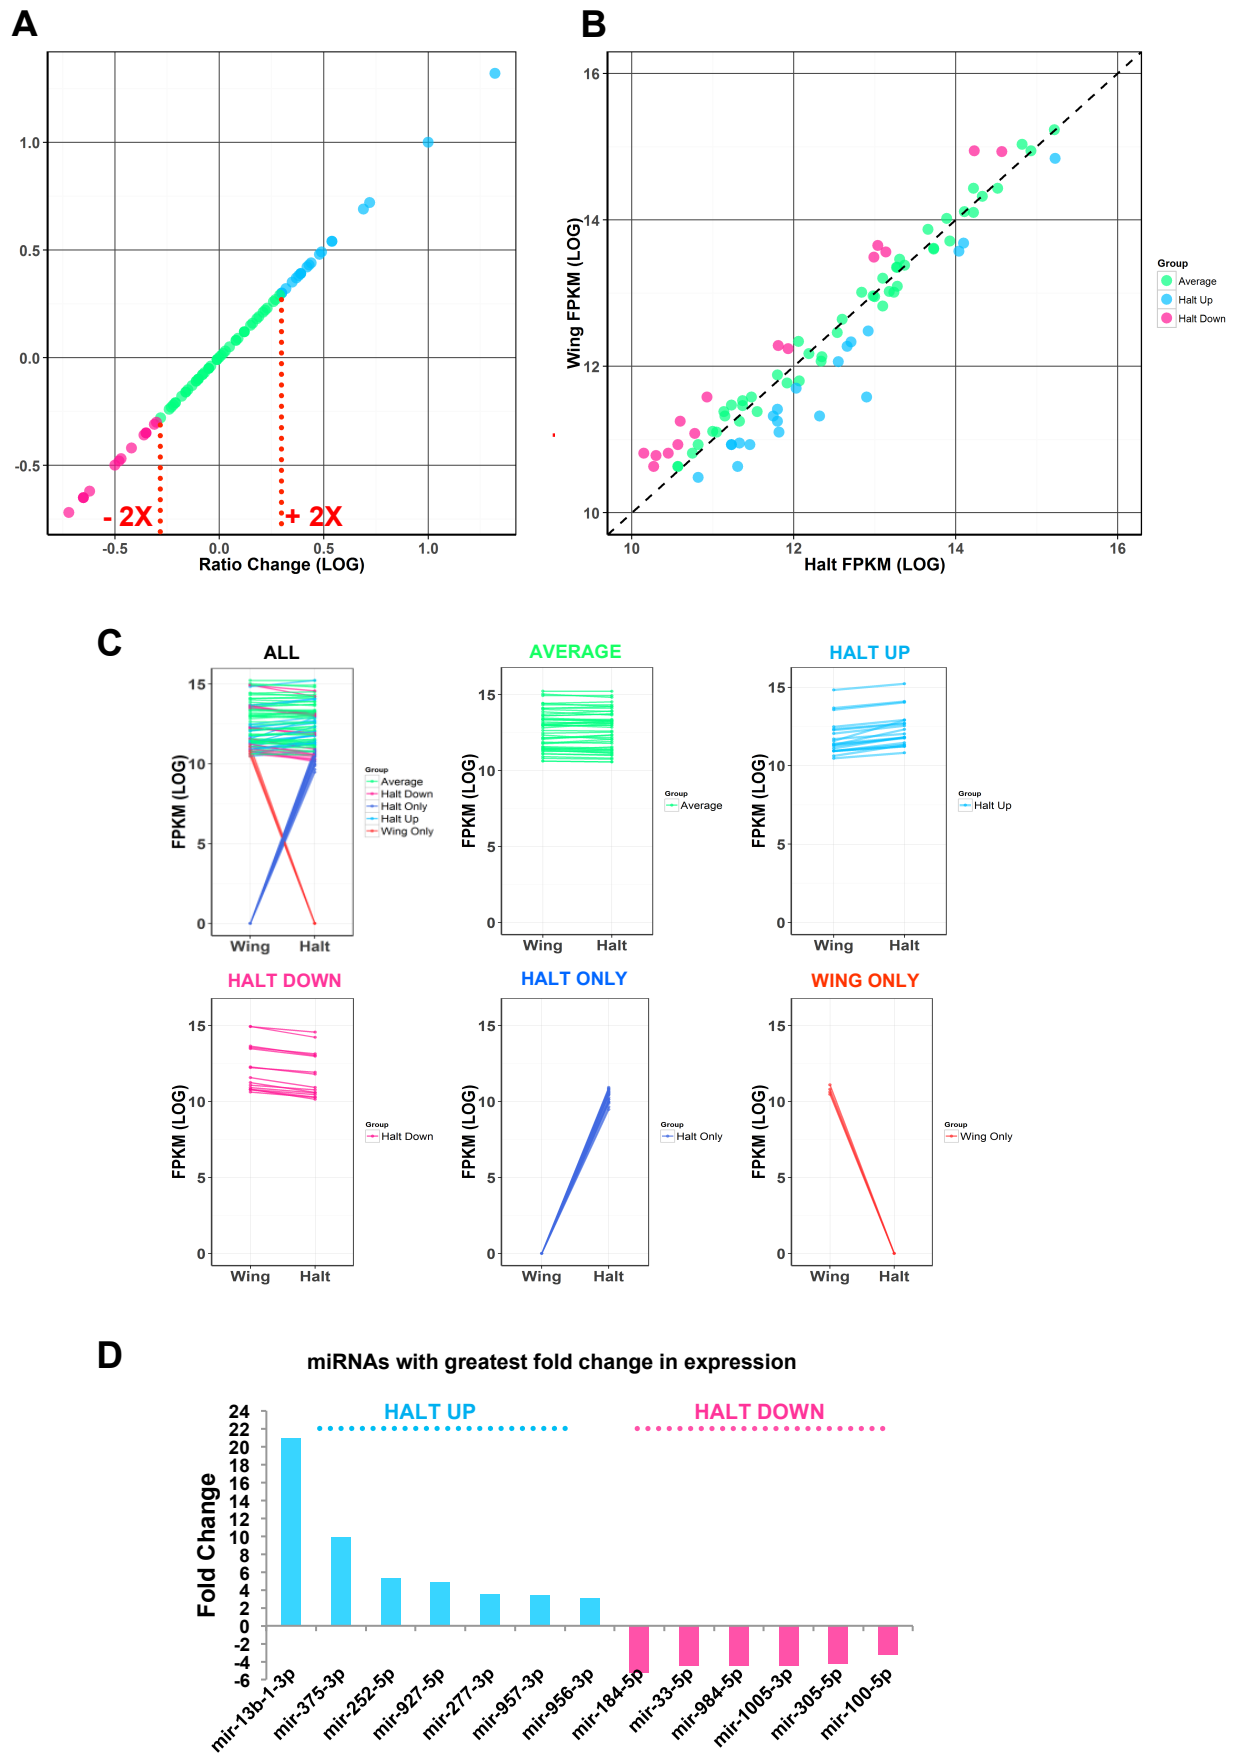 A
B
1.0
0.5
0.0
-0.5
- 2X
+ 2X
-0.5 0.0 0.5 1.0
Ratio Change (LOG)
Wing FPKM (LOG)
16
14
12
10
10 12 14 16
Halt FPKM (LOG)
Group
Average
Halt Up
Halt Down
C
ALL
FPKM (LOG)
15
10
5
0
Wing Halt
Group
Average
Halt Down
Halt Only
Halt Up
Wing Only
AVERAGE
FPKM (LOG)
15
10
5
0
Wing Halt
Group
Average
HALT UP
FPKM (LOG)
15
10
5
0
Wing Halt
Group
Halt Up
HALT DOWN
FPKM (LOG)
15
10
5
0
Wing Halt
Group
Halt Down
HALT ONLY
FPKM (LOG)
15
10
5
0
Wing Halt
Group
Halt Only
WING ONLY
FPKM (LOG)
15
10
5
0
Wing Halt
Group
Wing Only
D
miRNAs with greatest fold change in expression
HALT UP
HALT DOWN
Fold Change
24
22
20
18
16
14
12
10
8
6
4
2
0
-2
-4
-6
mir-13b-1-3p
mir-375-3p
mir-252-5p
mir-927-5p
mir-277-3p
mir-957-3p
mir-956-3p
mir-184-5p
mir-33-5p
mir-984-5p
mir-1005-3p
mir-305-5p
mir-100-5p